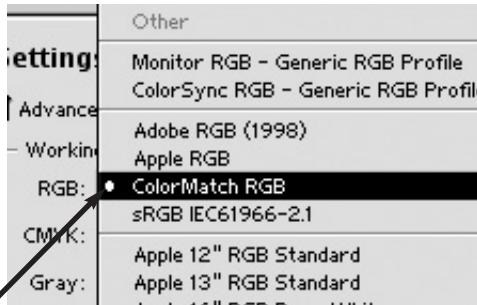 Other
Monitor RGB – Generic RGB Profile
ColorSync RGB – Generic RGB Profil
Adobe RGB (1998)
Apple RGB
ColorMatch RGB
sRGB IEC61966-2.1
Apple 12" RGB Standard
Apple 13" RGB Standard
ettings
Advance
Workin
RGB:
CMYK:
Gray: